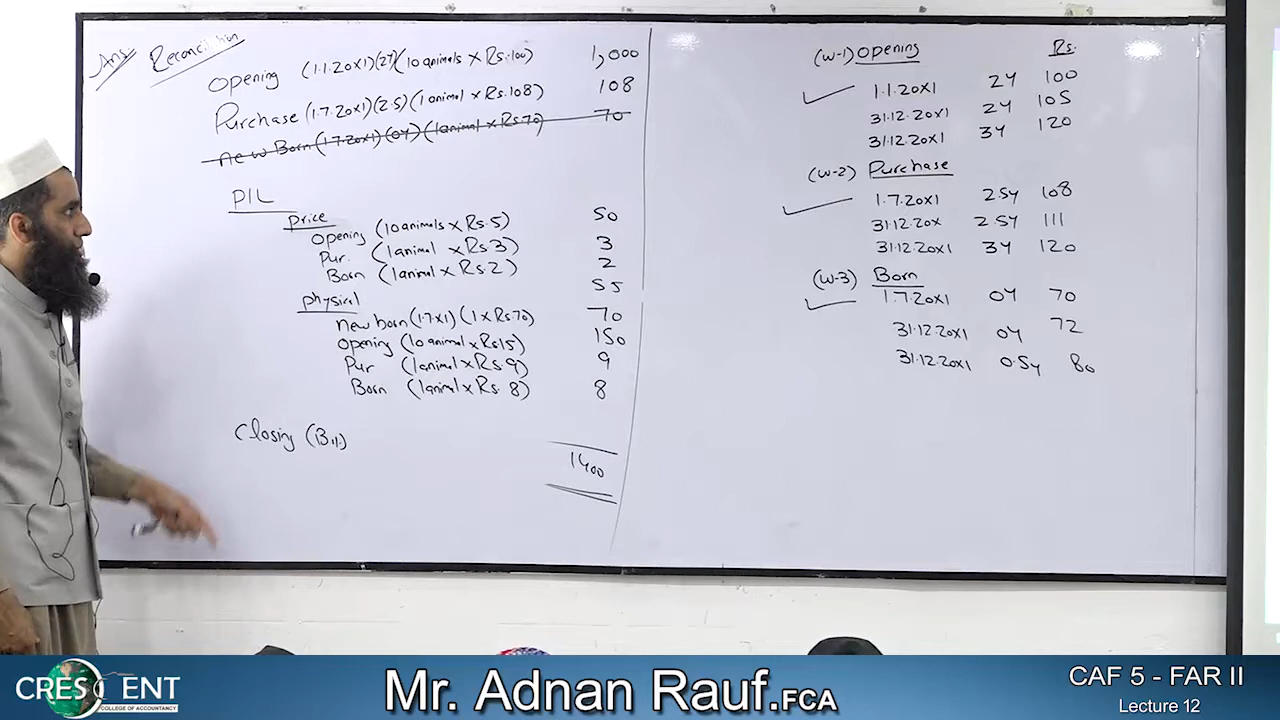 Ans Reconciliation
Opening (1.1.20x1)(2Y)(10 animals x Rs.100) 1,000
Purchase (1.7.20x1)(2.5)(1 animal x Rs.108) 108
new Born (1.7.20x1)(0Y)(1 animal x Rs.70) 70
P/L
Price
Opening (10 animals x Rs.5) 50
Pur. (1 animal x Rs.3) 3
Born (1 animal x Rs.2) 2
55
physical
new born (1.7.x1) (1 x Rs.70) 70
Opening (10 animal x Rs.15) 150
Pur (1 animal x Rs.9) 9
Born (1 animal x Rs.8) 8
Closing
1400
(W-1) Opening Rs.
1.1.20x1 2Y 100
31.12.20x1 2Y 105
31.12.20x1 3Y 120
(W-2) Purchase
1.7.20x1 2.5Y 108
31.12.20x 2.5Y 111
31.12.20x1 3Y 120
(W-3) Born
1.7.20x1 0Y 70
31.12.20x1 0Y 72
31.12.20x1 0.5Y 80
CRESCENT
COLLEGE OF ACCOUNTANCY
Mr. Adnan Rauf.FCA
CAF 5 - FAR II
Lecture 12